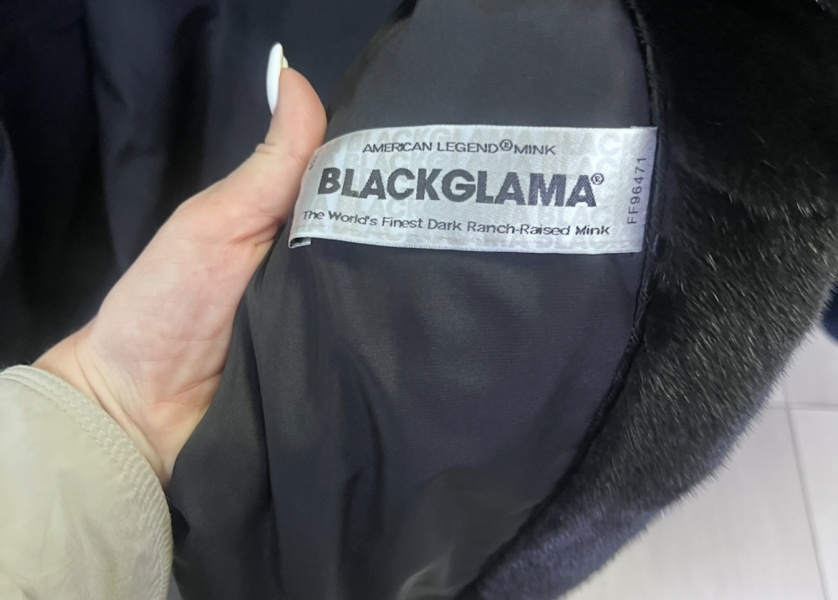 AMERICAN LEGEND® MINK
BLACKGLAMA®
The World's Finest Dark Ranch-Raised Mink
FF96471